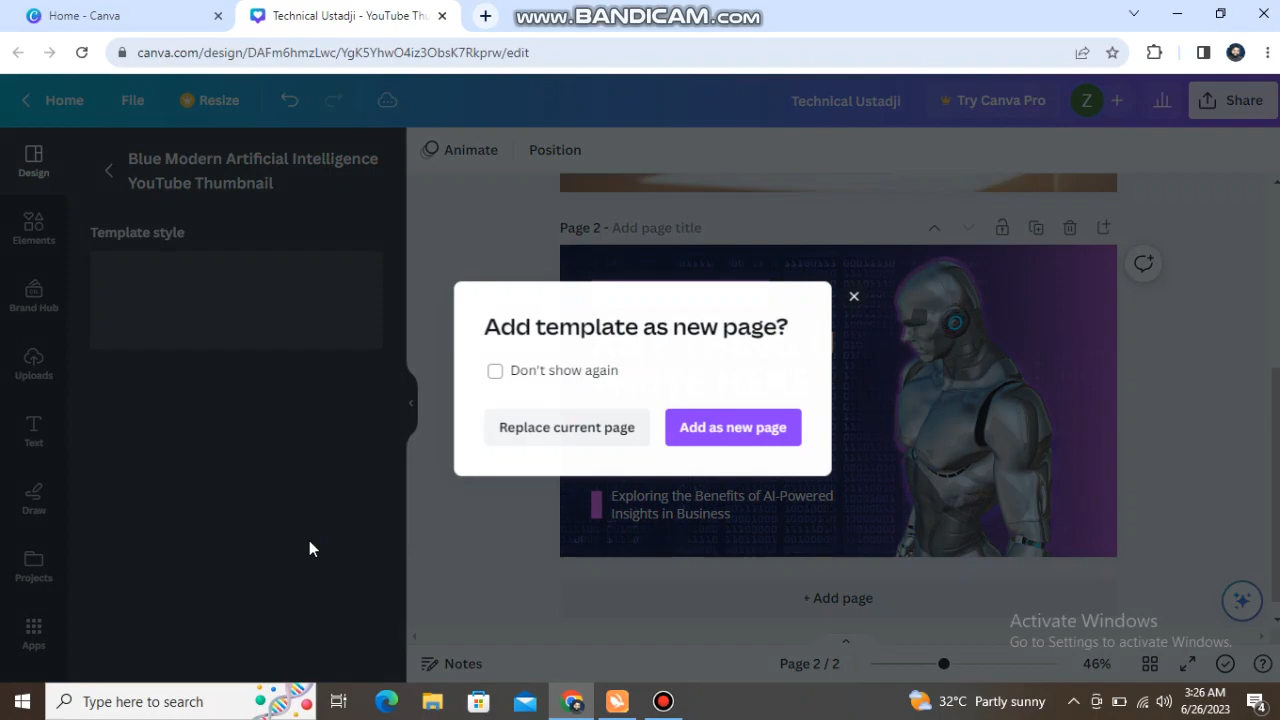 Home - Canva
Technical Ustadji - YouTube Thu
www.BANDICAM.com
canva.com/design/DAFm6hmzLwc/YgK5YhwO4iz3ObsK7Rkprw/edit
Home
File
Resize
Technical Ustadji
Try Canva Pro
Z
Share
Design
Elements
Brand Hub
Uploads
Text
Draw
Projects
Apps
Blue Modern Artificial Intelligence
YouTube Thumbnail
Template style
Animate
Position
Page 2 - Add page title
Add template as new page?
Don't show again
Replace current page
Add as new page
Exploring the Benefits of AI-Powered
Insights in Business
+ Add page
Activate Windows
Go to Settings to activate Windows.
Notes
Page 2 / 2
46%
Type here to search
32°C Partly sunny
3:26 AM
6/26/2023
4